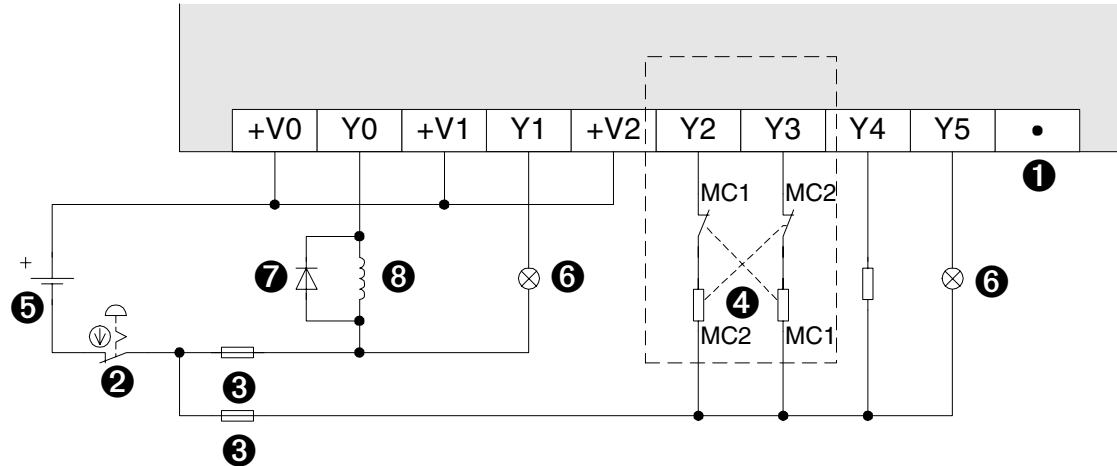 +V0 Y0 +V1 Y1 +V2 Y2 Y3 Y4 Y5 •
❶
MC1 MC2
+
❼ ❽ ❻ ❹ ❻
❺
MC2 MC1
❷
❸
❸